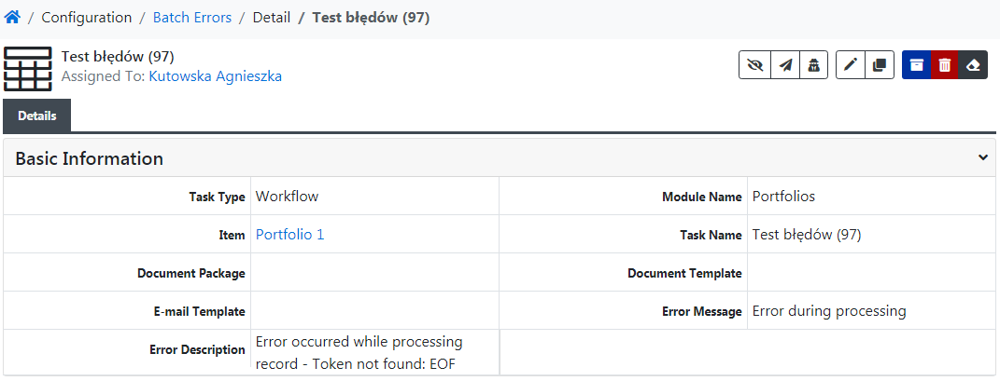 / Configuration / Batch Errors / Detail / Test błędów (97)
Test błędów (97)
Assigned To: Kutowska Agnieszka
Details
Basic Information
Task Type Workflow Module Name Portfolios
Item Portfolio 1 Task Name Test błędów (97)
Document Package Document Template
E-mail Template Error Message Error during processing
Error Description Error occurred while processing
record - Token not found: EOF